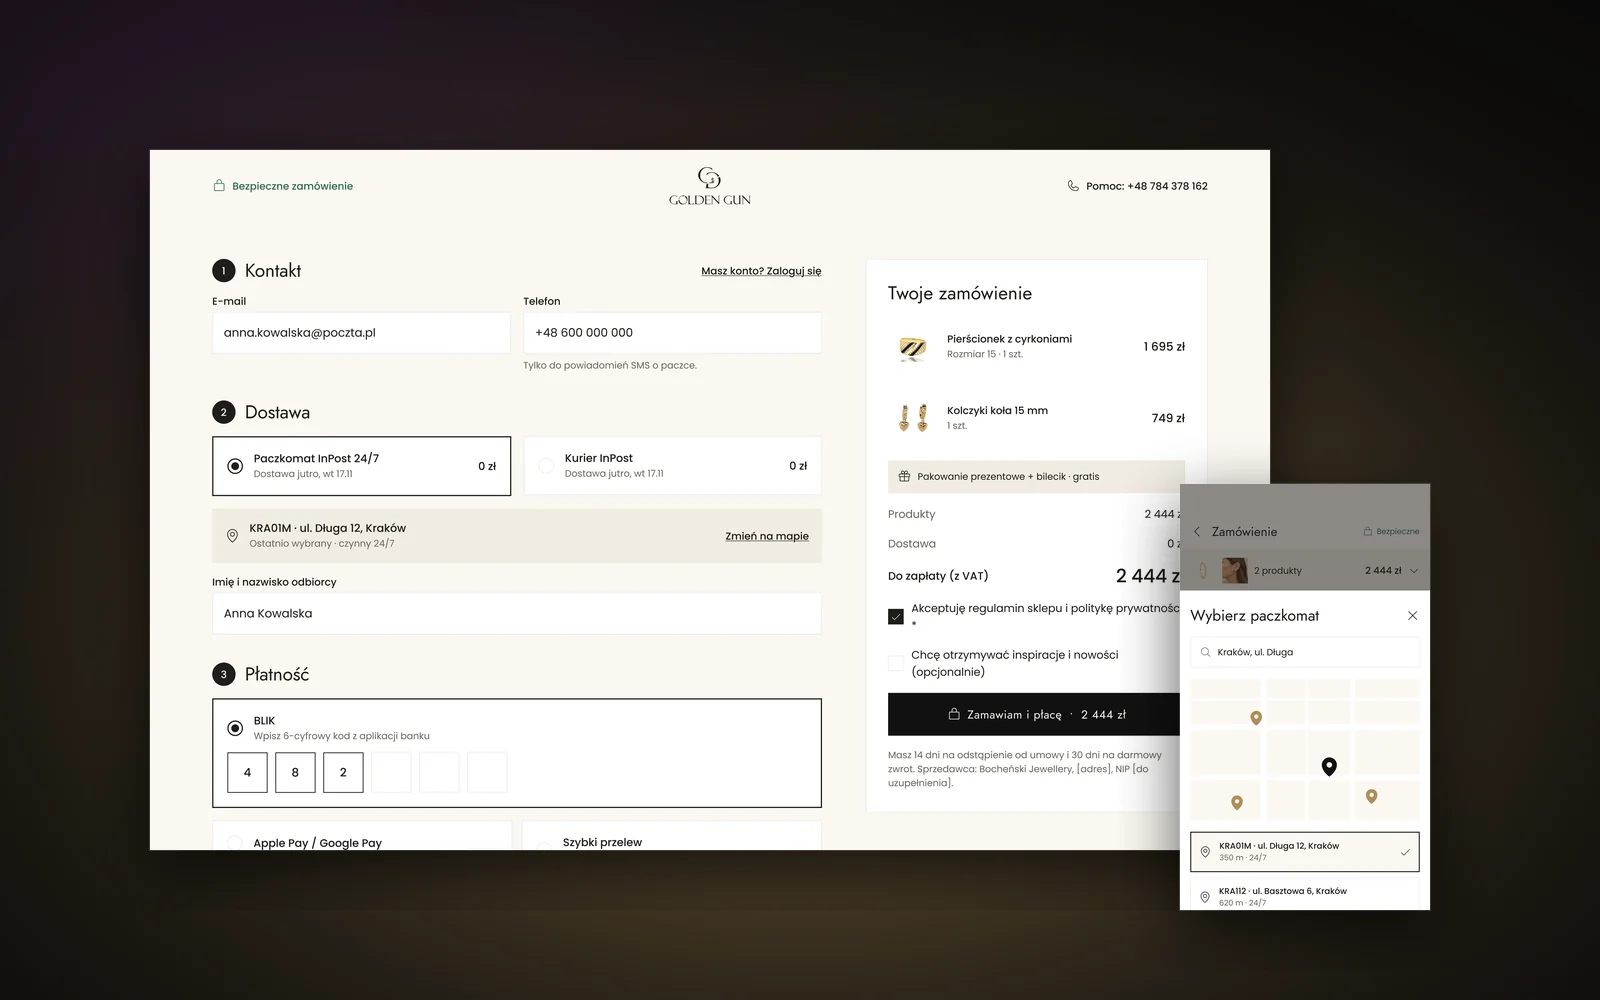 Bezpieczne zamówienie
GOLDEN GUN
Pomoc: +48 784 378 162
1 Kontakt
Masz konto? Zaloguj się
E-mail
Telefon
anna.kowalska@poczta.pl
+48 600 000 000
Tylko do powiadomień SMS o paczce.
2 Dostawa
Paczkomat InPost 24/7
Dostawa jutro, wt 17.11
0 zł
Kurier InPost
Dostawa jutro, wt 17.11
0 zł
KRA01M · ul. Długa 12, Kraków
Ostatnio wybrany · czynny 24/7
Zmień na mapie
Imię i nazwisko odbiorcy
Anna Kowalska
3 Płatność
BLIK
Wpisz 6-cyfrowy kod z aplikacji banku
4 8 2
Apple Pay / Google Pay
Szybki przelew
Twoje zamówienie
Pierścionek z cyrkoniami
Rozmiar 15 · 1 szt.
1 695 zł
Kolczyki koła 15 mm
1 szt.
749 zł
Pakowanie prezentowe + bilecik · gratis
Produkty
2 444 z
Dostawa
0 z
Do zapłaty (z VAT)
2 444 z
Akceptuję regulamin sklepu i politykę prywatnośc
*
Chcę otrzymywać inspiracje i nowości
(opcjonalnie)
Zamawiam i płacę · 2 444 zł
Masz 14 dni na odstąpienie od umowy i 30 dni na darmowy
zwrot. Sprzedawca: Bocheński Jewellery, [adres], NIP [do
uzupełnienia].
Zamówienie
Bezpieczne
2 produkty
2 444 zł
Wybierz paczkomat
Kraków, ul. Długa
KRA01M · ul. Długa 12, Kraków
350 m · 24/7
KRA112 · ul. Basztowa 6, Kraków
620 m · 24/7